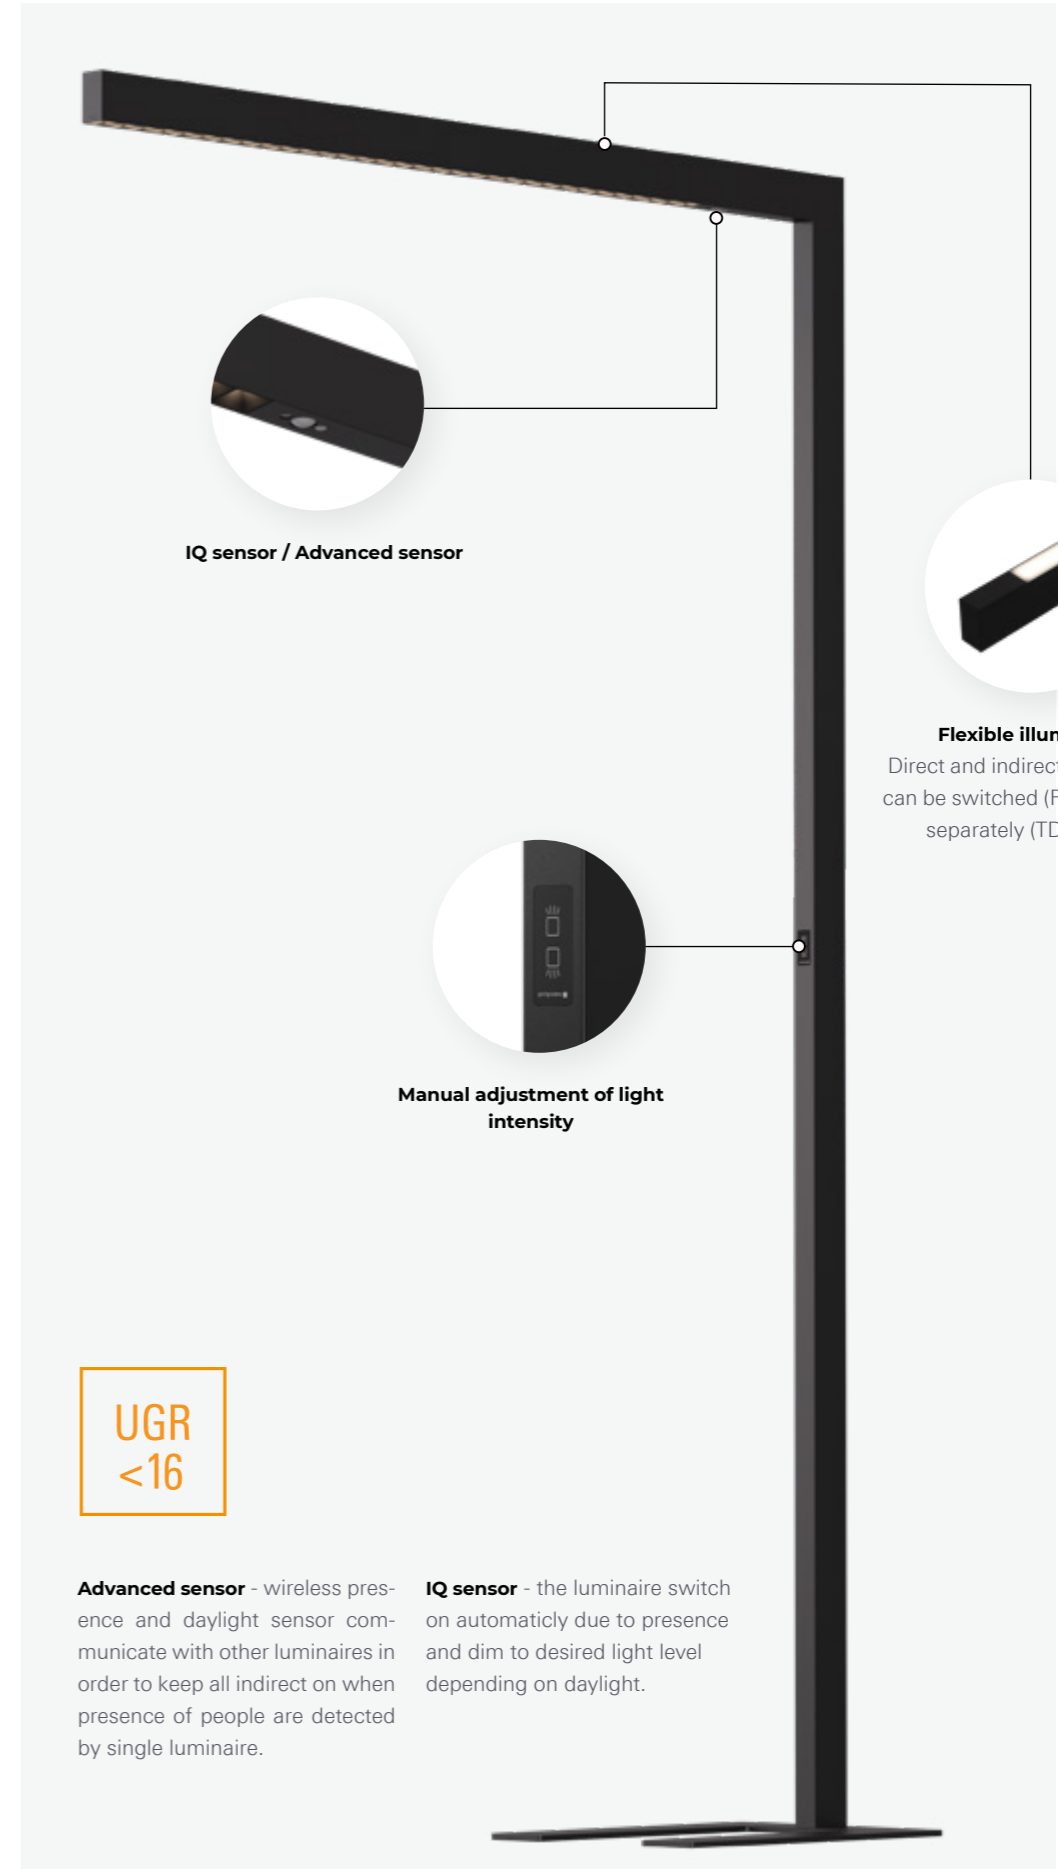 IQ sensor / Advanced sensor
Flexible illum
Direct and indirect
can be switched (F
separately (TD
Manual adjustment of light
intensity
UGR
<16
Advanced sensor - wireless pres-
ence and daylight sensor com-
municate with other luminaires in
order to keep all indirect on when
presence of people are detected
by single luminaire.
IQ sensor - the luminaire switch
on automaticly due to presence
and dim to desired light level
depending on daylight.